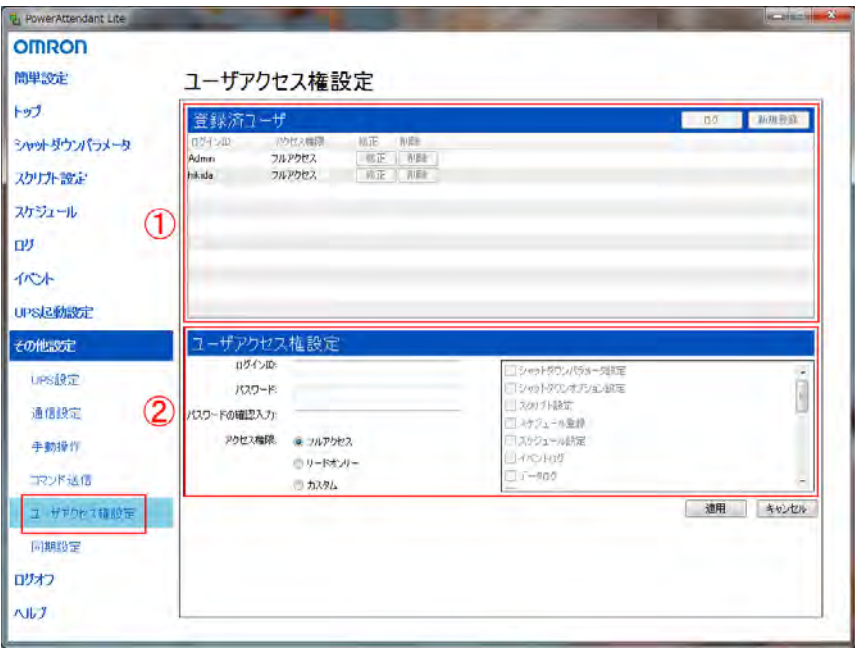 PowerAttendant Lite
OMRON
簡単設定
トップ
シャットダウンパラメータ
スクリプト設定
スケジュール
ログ
イベント
UPS起動設定
その他設定
UPS設定
通信設定
手動操作
コマンド送信
ユーザアクセス権設定
同期設定
ログオフ
ヘルプ
ユーザアクセス権設定
①
登録済ユーザ
ログ 新規登録
ログインID アクセス権限 修正 削除
Admin フルアクセス 修正 削除
hikida フルアクセス 修正 削除
②
ユーザアクセス権設定
ログインID:
パスワード:
パスワードの確認入力:
アクセス権限: フルアクセス
リードオンリー
カスタム
シャットダウンパラメータ設定
シャットダウンオプション設定
スクリプト設定
スケジュール登録
スケジュール設定
イベントログ
データログ
適用 キャンセル